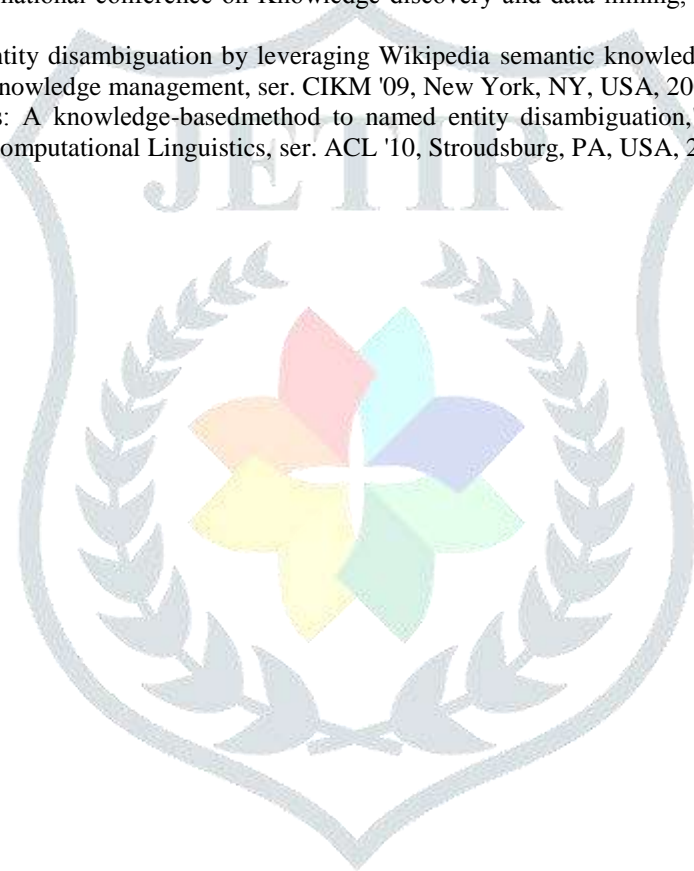 national conference on Knowledge discovery and data mining,
ntity disambiguation by leveraging Wikipedia semantic knowled
nowledge management, ser. CIKM '09, New York, NY, USA, 20
s: A knowledge-basedmethod to named entity disambiguation,
omputational Linguistics, ser. ACL '10, Stroudsburg, PA, USA, 2
JETIR